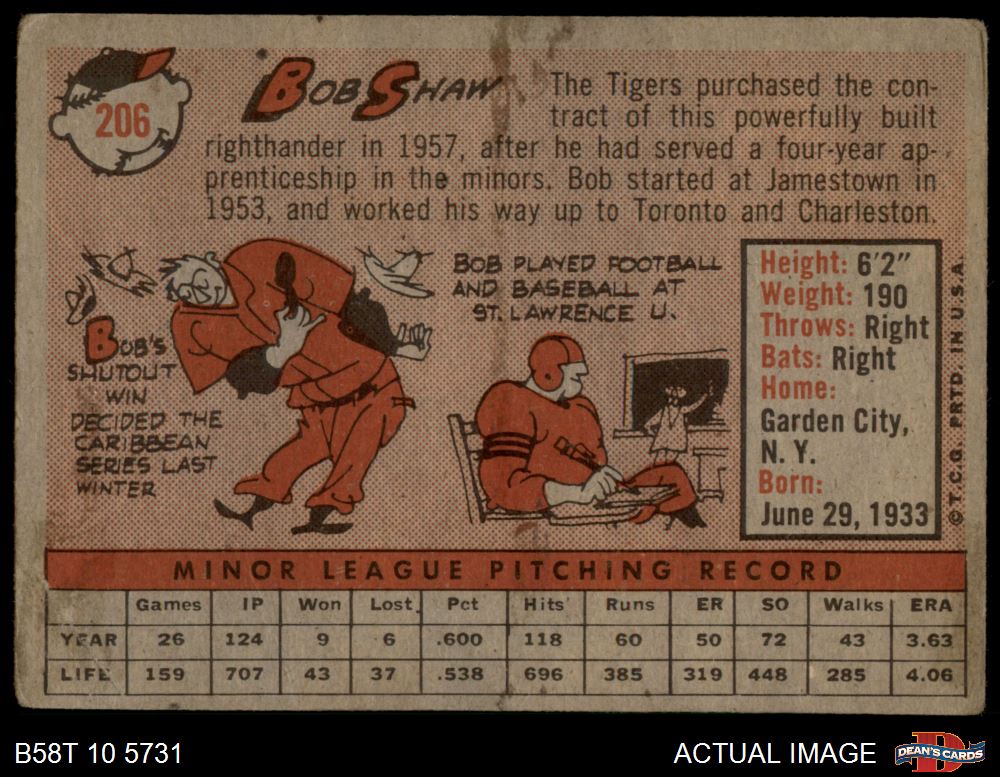 206
BOB SHAW
The Tigers purchased the con-
tract of this powerfully built
righthander in 1957, after he had served a four-year ap-
prenticeship in the minors. Bob started at Jamestown in
1953, and worked his way up to Toronto and Charleston.
BOB'S
SHUTOUT
WIN
DECIDED THE
CARIBBEAN
SERIES LAST
WINTER
BOB PLAYED FOOTBALL
AND BASEBALL AT
ST. LAWRENCE U.
Height: 6'2"
Weight: 190
Throws: Right
Bats: Right
Home:
Garden City,
N. Y.
Born:
June 29, 1933
© T.C.G. PRTD. IN U.S.A.
MINOR LEAGUE PITCHING RECORD
Games IP Won Lost Pct Hits Runs ER SO Walks ERA
YEAR 26 124 9 6 .600 118 60 50 72 43 3.63
LIFE 159 707 43 37 .538 696 385 319 448 285 4.06
B58T 10 5731
ACTUAL IMAGE
D
DEAN'S CARDS